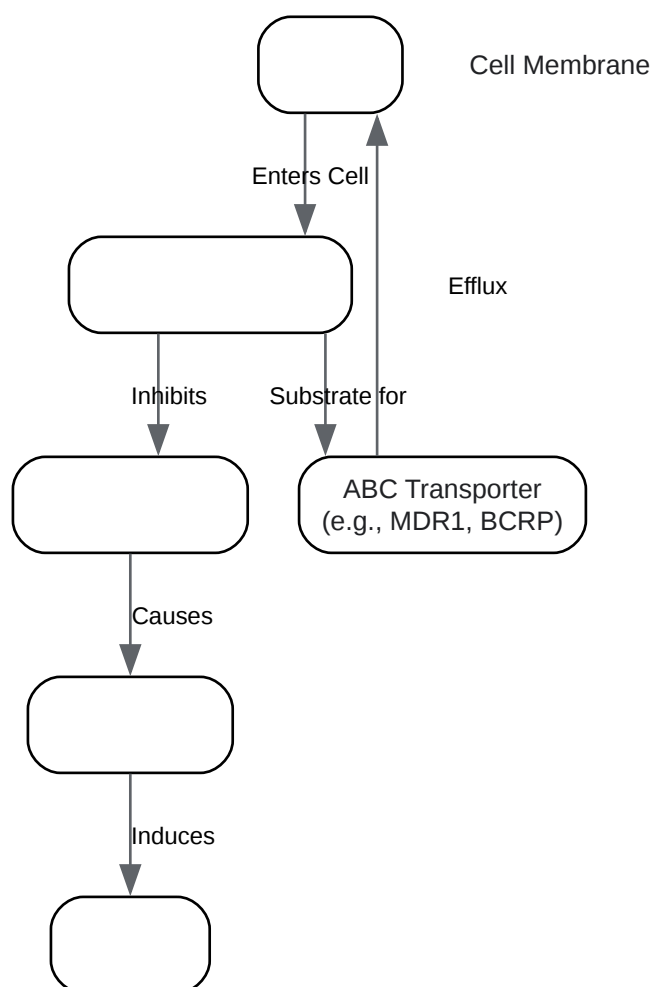 Cell Membrane
Enters Cell
Efflux
Inhibits
Substrate for
ABC Transporter
(e.g., MDR1, BCRP)
Causes
Induces